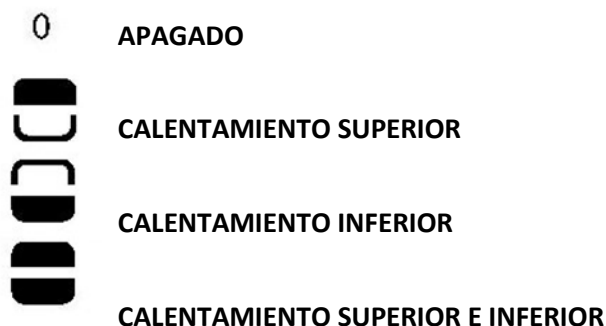 0 APAGADO
CALENTAMIENTO SUPERIOR
CALENTAMIENTO INFERIOR
CALENTAMIENTO SUPERIOR E INFERIOR